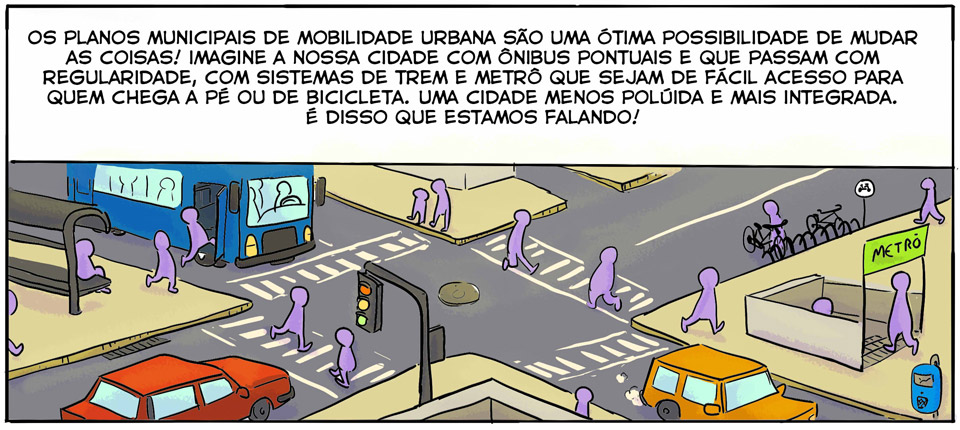 OS PLANOS MUNICIPAIS DE MOBILIDADE URBANA SÃO UMA ÓTIMA POSSIBILIDADE DE MUDAR
AS COISAS! IMAGINE A NOSSA CIDADE COM ÔNIBUS PONTUAIS E QUE PASSAM COM
REGULARIDADE, COM SISTEMAS DE TREM E METRÔ QUE SEJAM DE FÁCIL ACESSO PARA
QUEM CHEGA A PÉ OU DE BICICLETA. UMA CIDADE MENOS POLÚIDA E MAIS INTEGRADA.
É DISSO QUE ESTAMOS FALANDO!
METRÔ